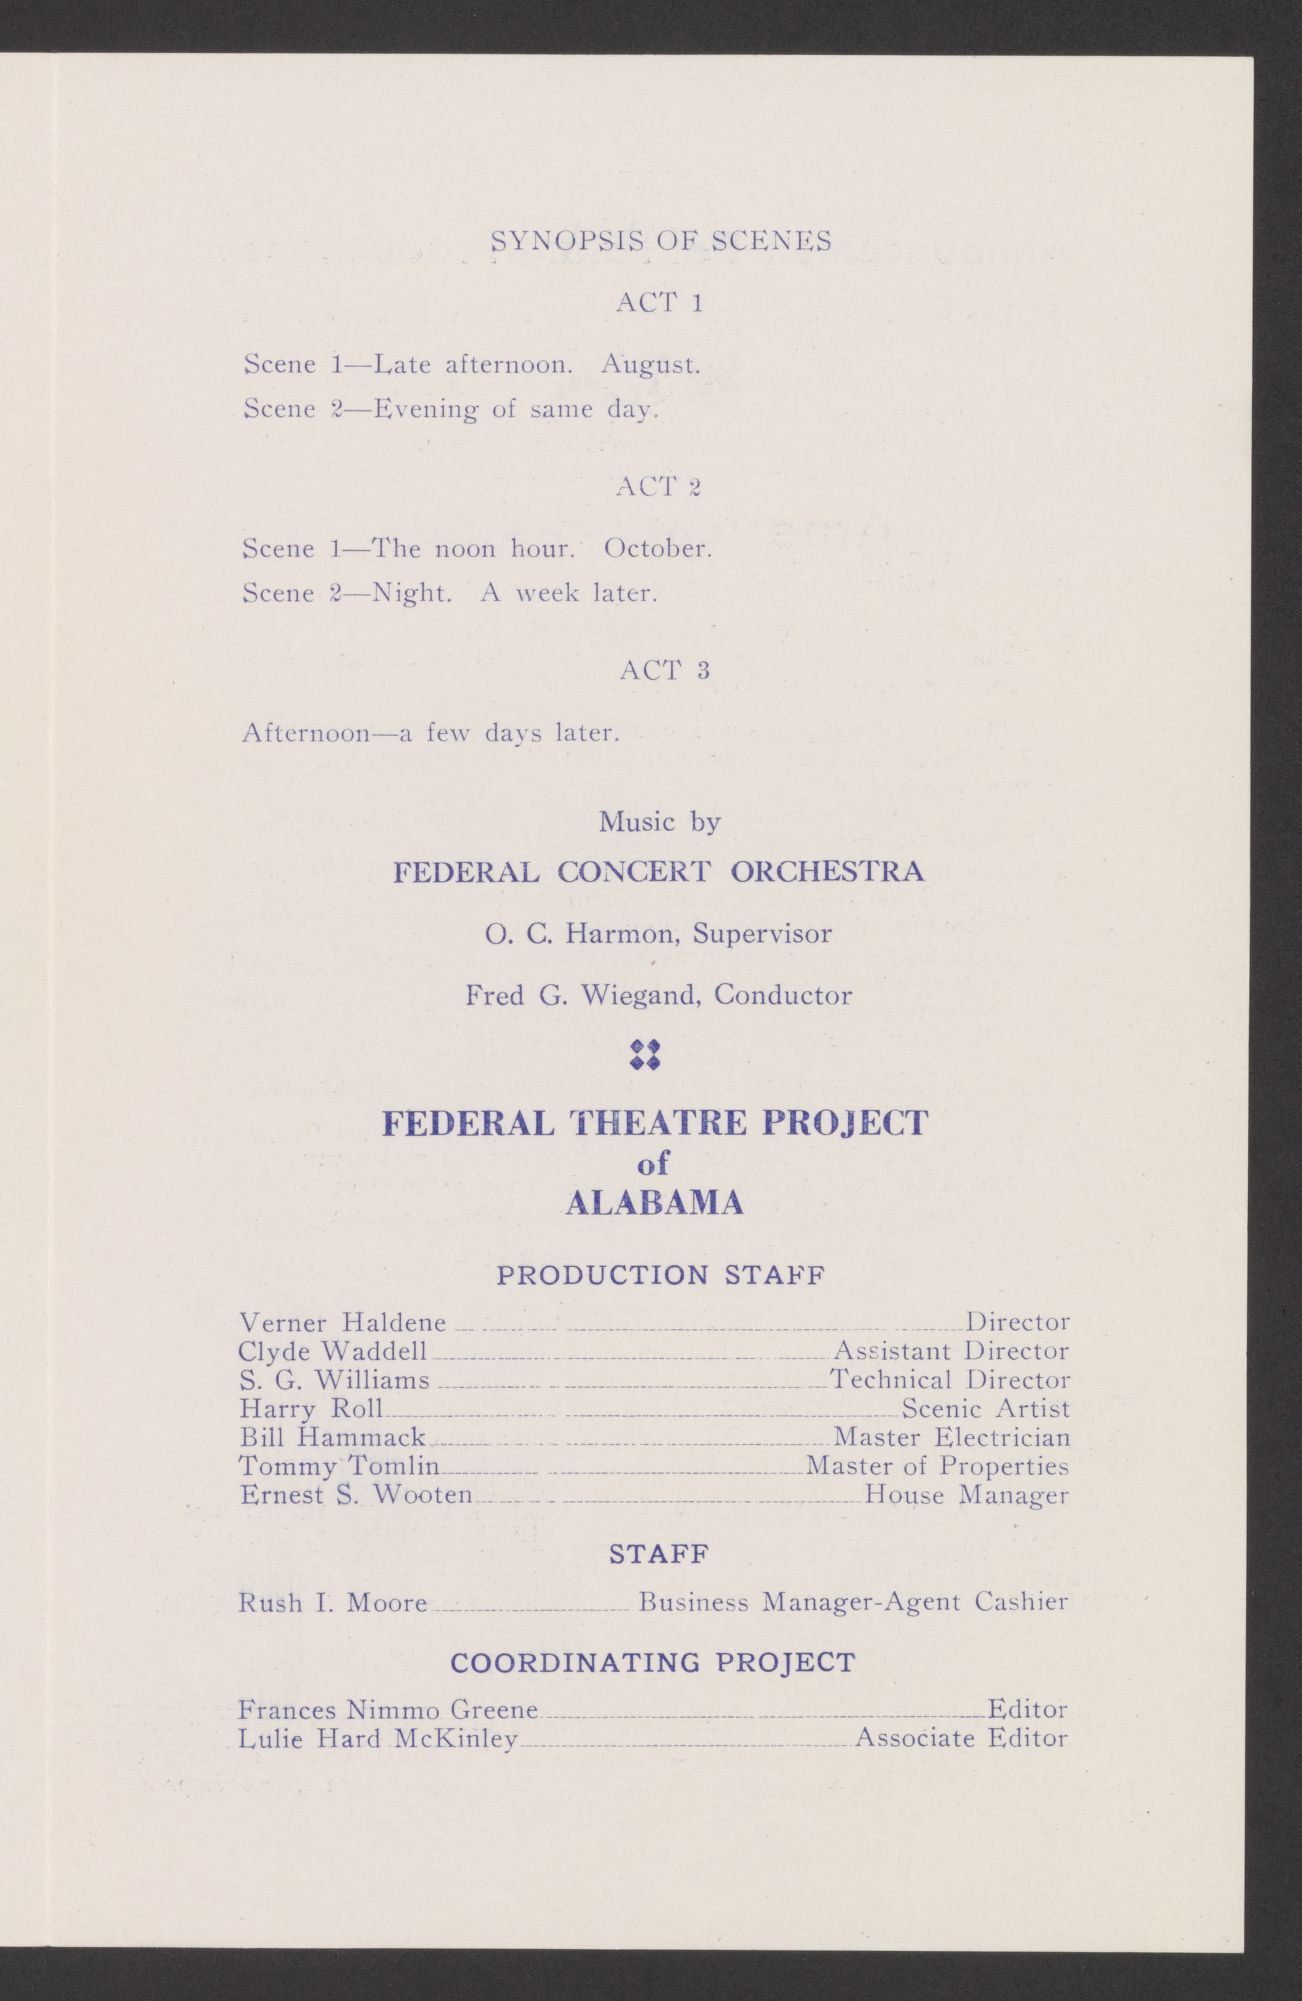 SYNOPSIS OF SCENES
ACT 1
Scene 1—Late afternoon. August.
Scene 2—Evening of same day.
ACT 2
Scene 1—The noon hour. October.
Scene 2—Night. A week later.
ACT 3
Afternoon—a few days later.
Music by
FEDERAL CONCERT ORCHESTRA
O. C. Harmon, Supervisor
Fred G. Wiegand, Conductor
FEDERAL THEATRE PROJECT
of
ALABAMA
PRODUCTION STAFF
Verner Haldene Director
Clyde Waddell Assistant Director
S. G. Williams Technical Director
Harry Roll Scenic Artist
Bill Hammack Master Electrician
Tommy Tomlin Master of Properties
Ernest S. Wooten House Manager
STAFF
Rush I. Moore Business Manager-Agent Cashier
COORDINATING PROJECT
Frances Nimmo Greene Editor
Lulie Hard McKinley Associate Editor